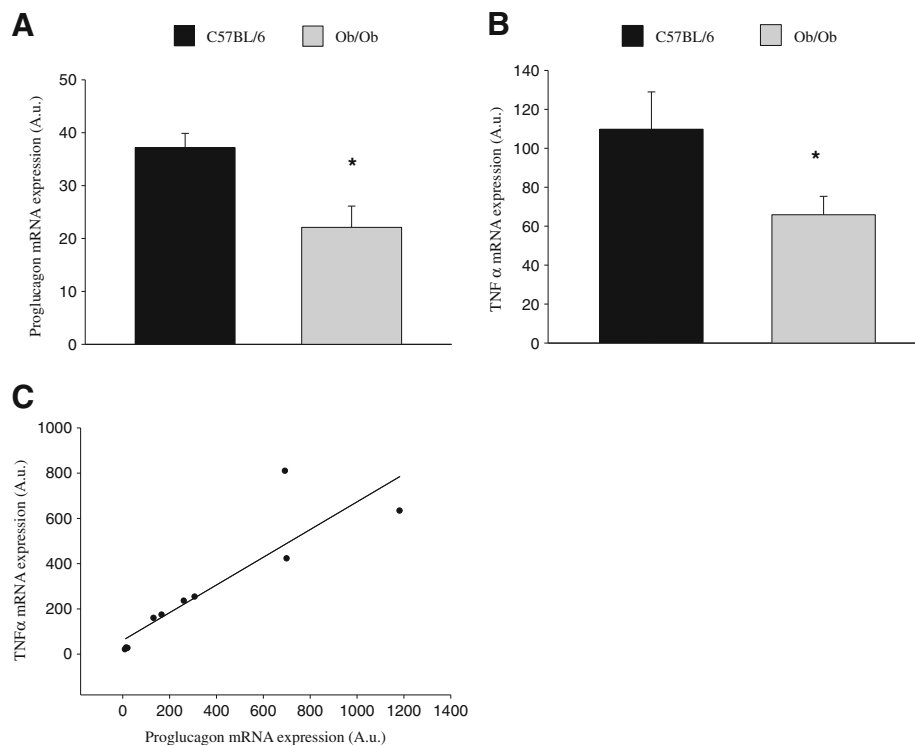 A
C57BL/6 Ob/Ob
Proglucagon mRNA expression (A.u.)
50
40
30
20
10
0
*
B
C57BL/6 Ob/Ob
TNF α mRNA expression (A.u.)
140
120
100
80
60
40
20
0
*
C
TNFα mRNA expression (A.u.)
1000
800
600
400
200
0
0 200 400 600 800 1000 1200 1400
Proglucagon mRNA expression (A.u.)